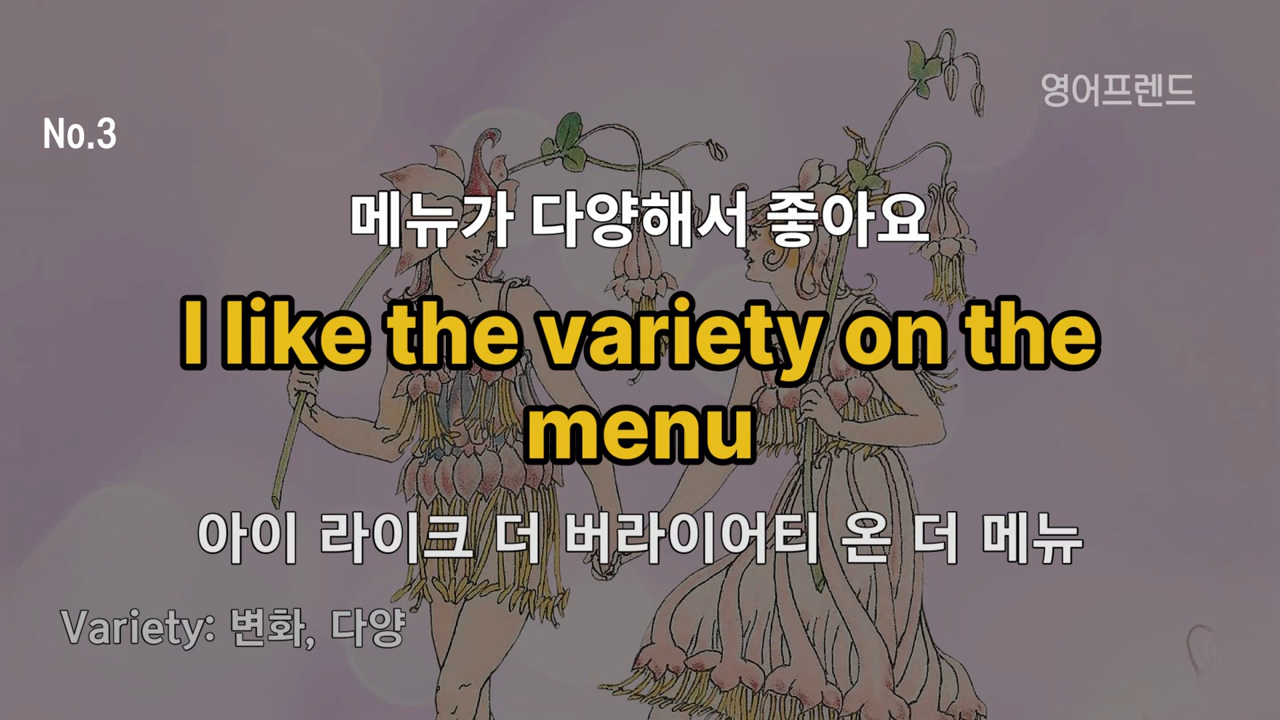 영어프렌드
No.3
메뉴가 다양해서 좋아요
I like the variety on the
menu
아이 라이크 더 버라이어티 온 더 메뉴
Variety: 변화, 다양